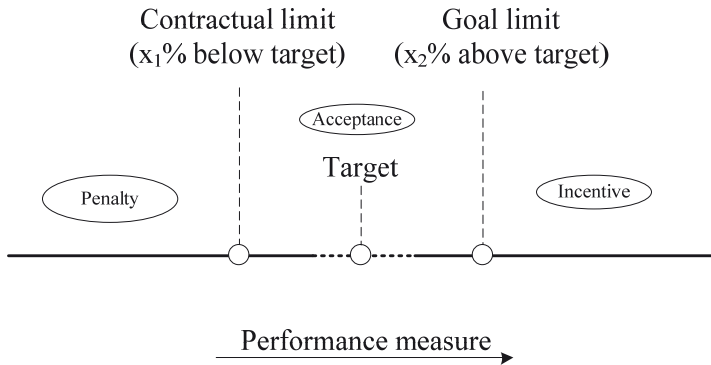 Contractual limit
(x₁% below target)
Goal limit
(x₂% above target)
Acceptance
Target
Penalty
Incentive
Performance measure